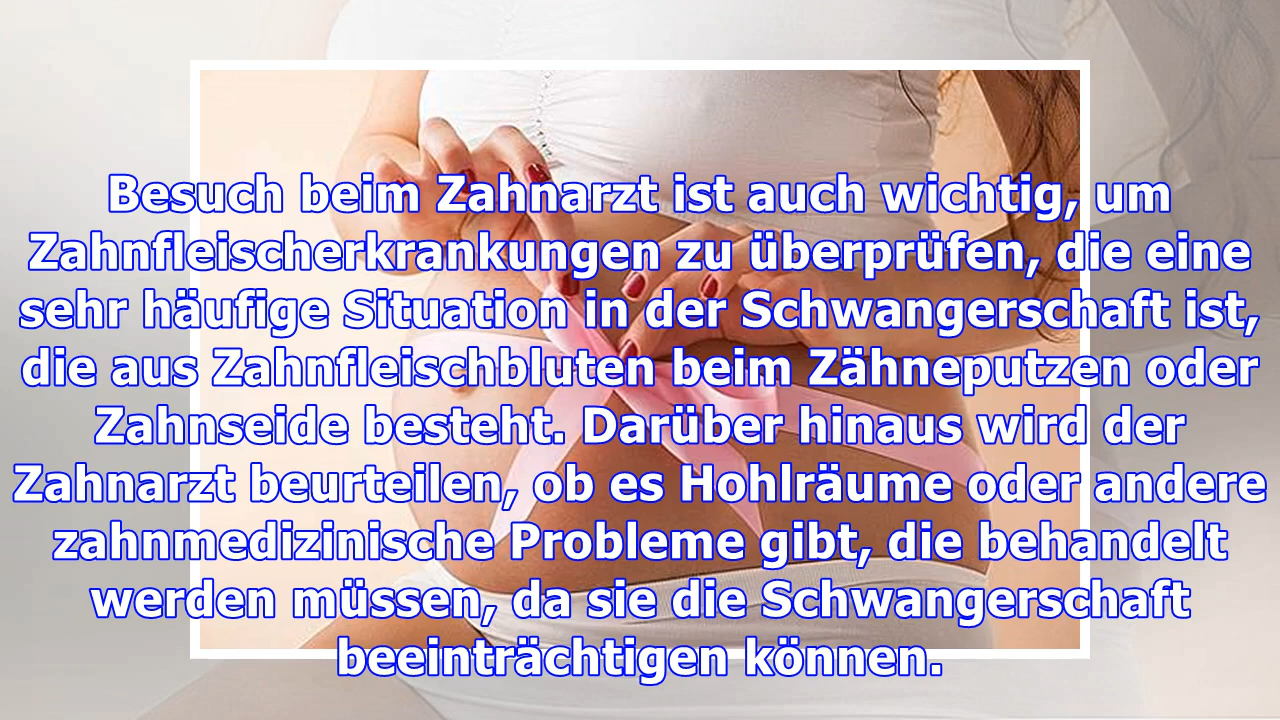 Besuch beim Zahnarzt ist auch wichtig, um
Zahnfleischerkrankungen zu überprüfen, die eine
sehr häufige Situation in der Schwangerschaft ist,
die aus Zahnfleischbluten beim Zähneputzen oder
Zahnseide besteht. Darüber hinaus wird der
Zahnarzt beurteilen, ob es Hohlräume oder andere
zahnmedizinische Probleme gibt, die behandelt
werden müssen, da sie die Schwangerschaft
beeinträchtigen können.